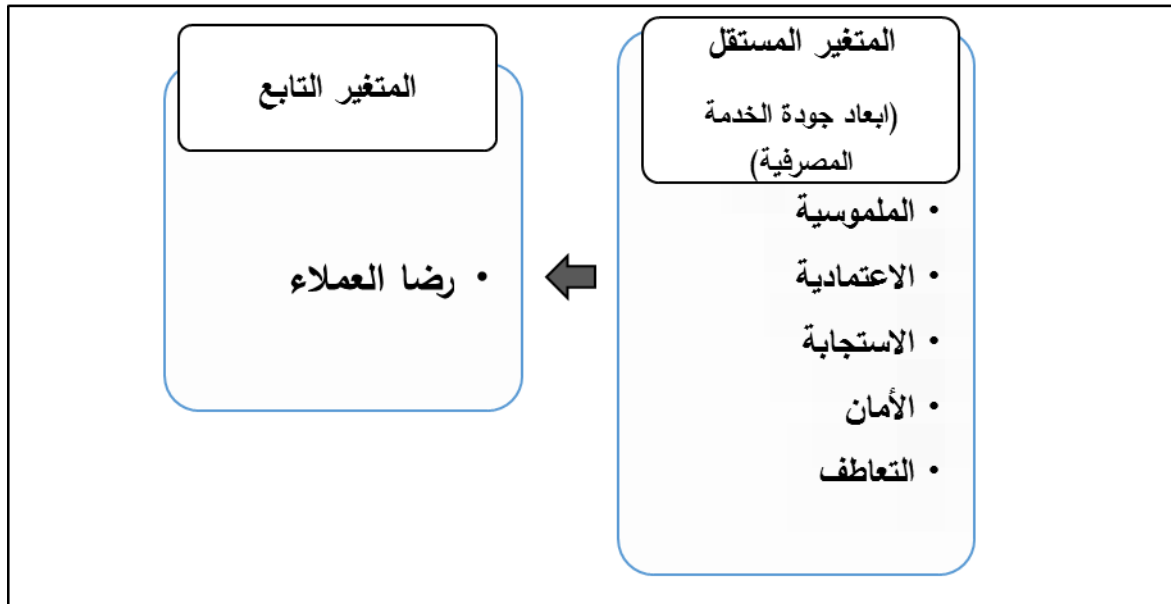 المتغير المستقل
(ابعاد جودة الخدمة
المصرفية)
• الملموسية
• الاعتمادية
• الاستجابة
• الأمان
• التعاطف
المتغير التابع
• رضا العملاء